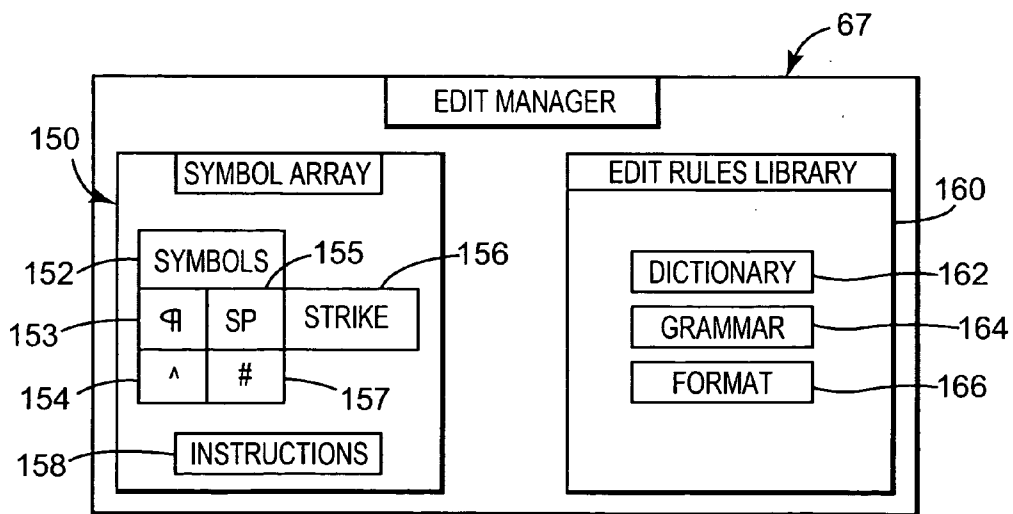 67
EDIT MANAGER
150
SYMBOL ARRAY
EDIT RULES LIBRARY
160
152
SYMBOLS
155
156
DICTIONARY
162
153
¶
SP
STRIKE
GRAMMAR
164
154
^
#
157
FORMAT
166
158
INSTRUCTIONS